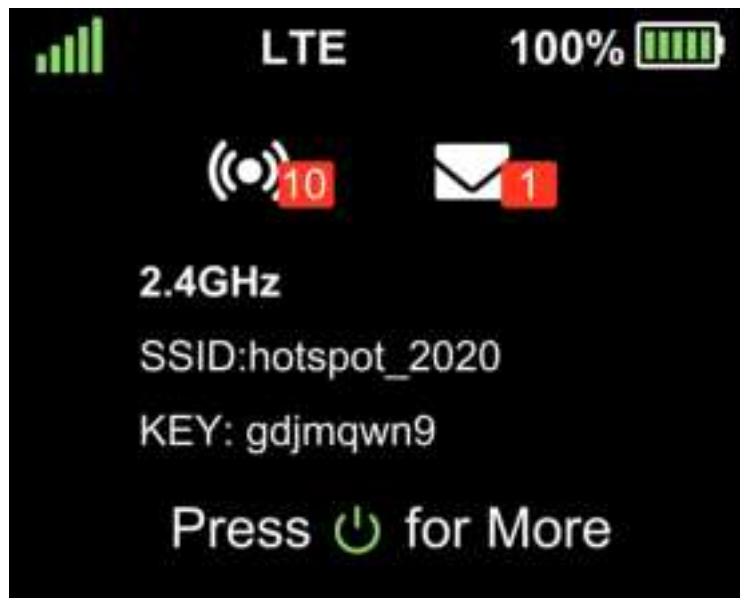 LTE 100%
10 1
2.4GHz
SSID:hotspot_2020
KEY: gdjmqwn9
Press for More